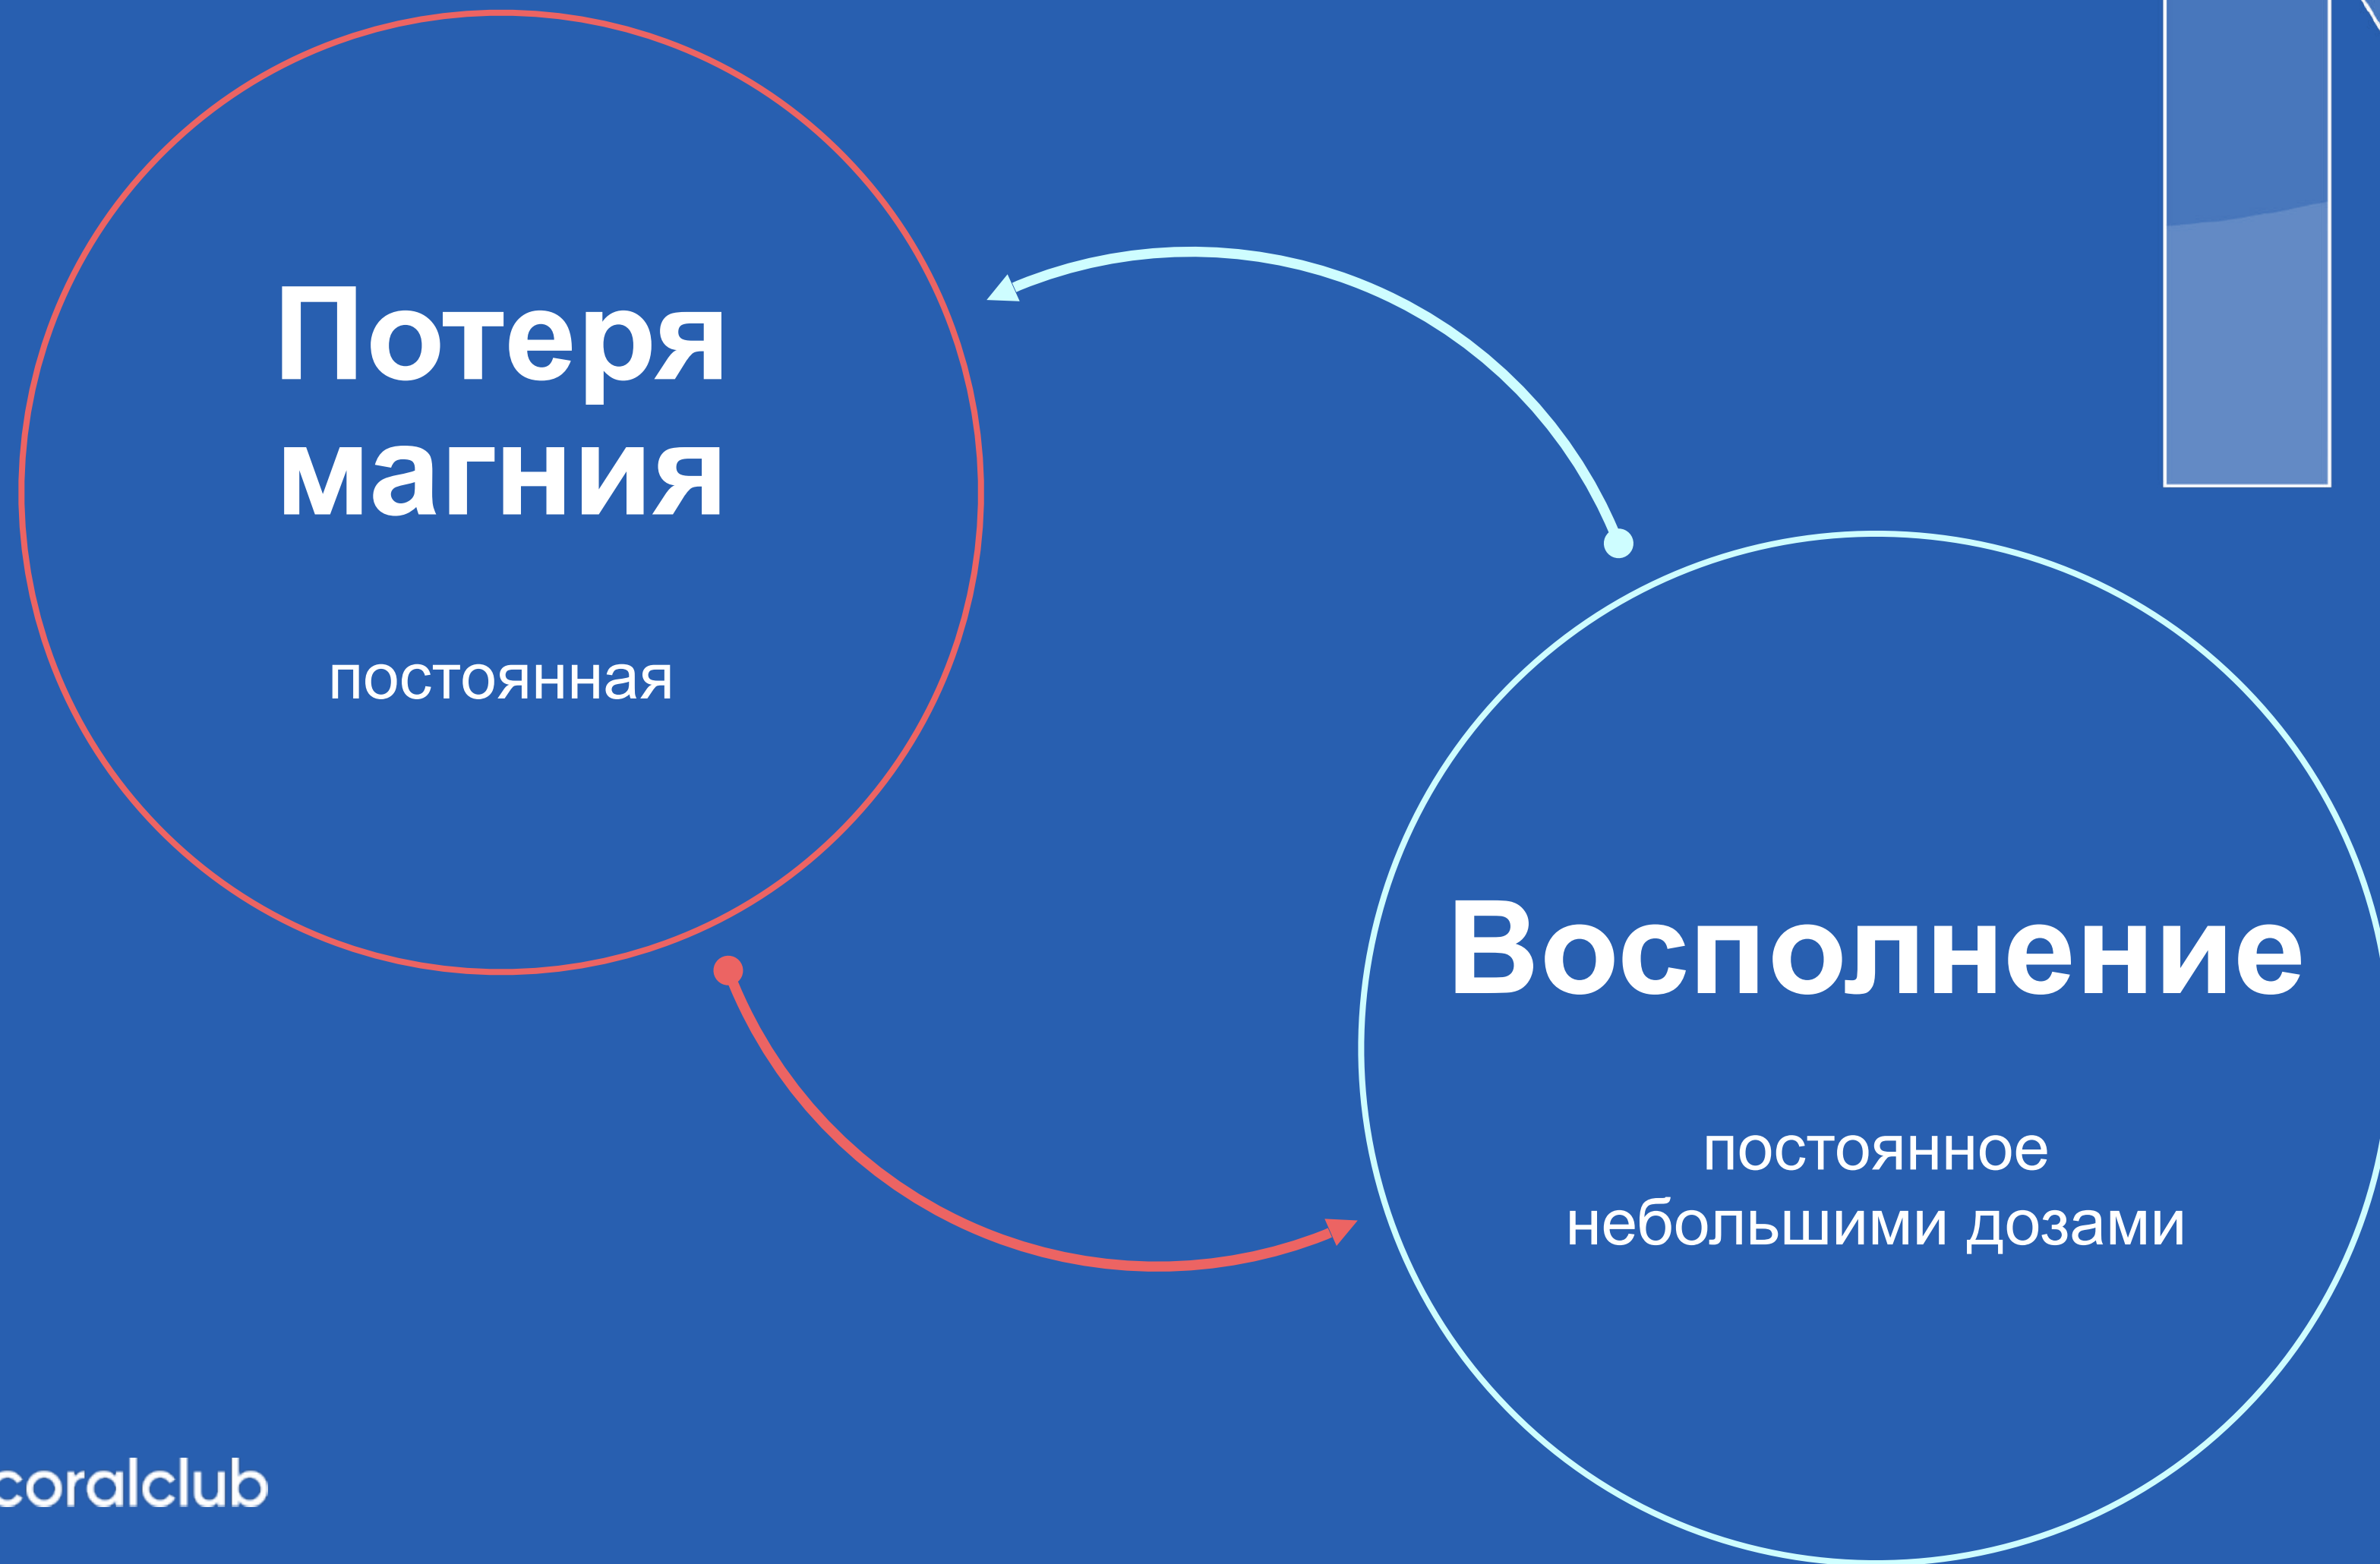 Потеря
магния
постоянная
Восполнение
постоянное
небольшими дозами
coralclub